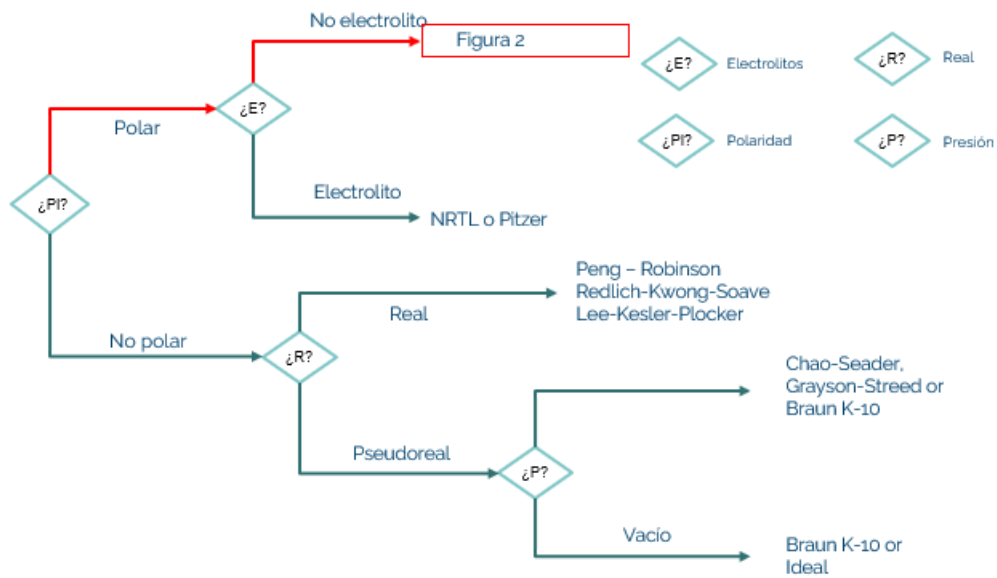 No electrolito
Figura 2
¿E?
Electrolitos
¿R?
Real
¿E?
Polar
¿Pl?
Polaridad
¿P?
Presión
Electrolito
¿Pl?
NRTL o Pitzer
Peng – Robinson
Redlich-Kwong-Soave
Lee-Kesler-Plocker
Real
No polar
¿R?
Chao-Seader,
Grayson-Streed or
Braun K-10
Pseudoreal
¿P?
Vacío
Braun K-10 or
Ideal